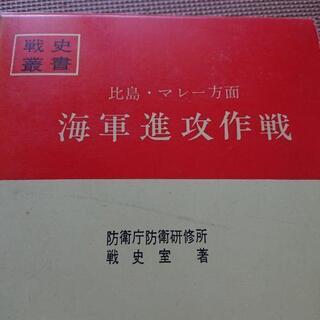 戦史
叢書
比島・マレー方面
海軍進攻作戦
防衛庁防衛研修所
戦史室 著